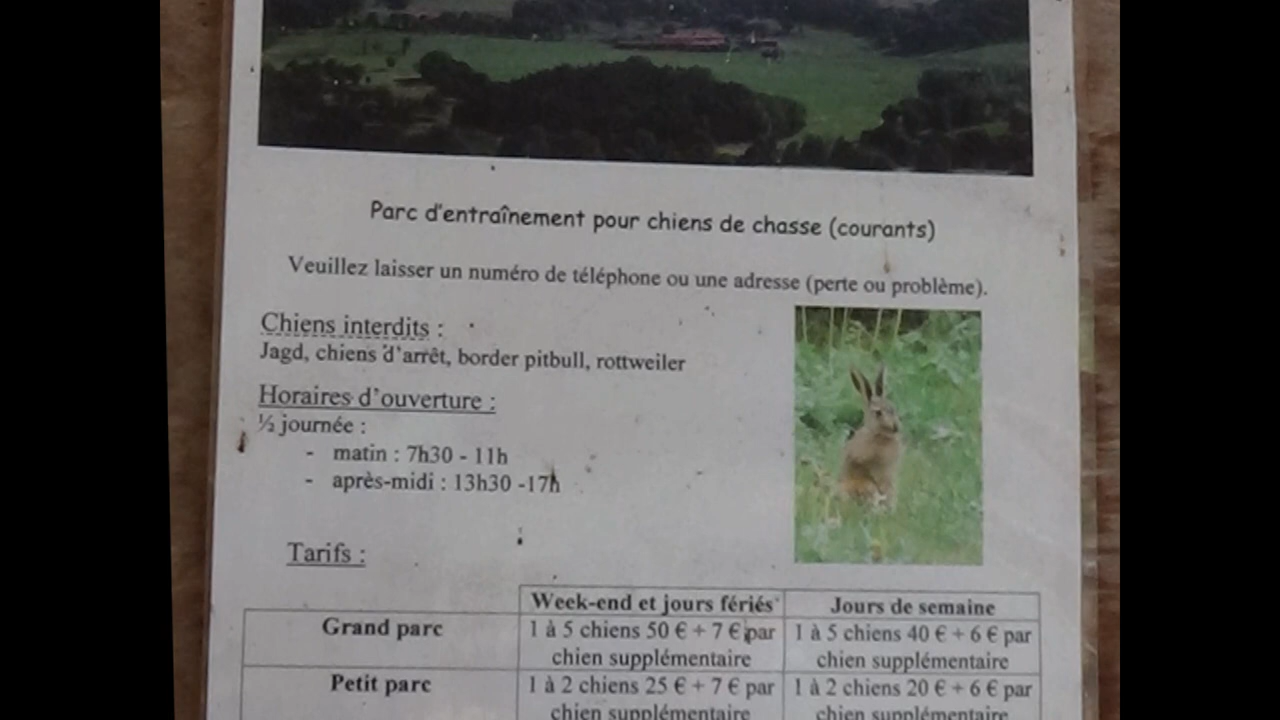 Parc d'entraînement pour chiens de chasse (courants)
Veuillez laisser un numéro de téléphone ou une adresse (perte ou problème).
Chiens interdits :
Jagd, chiens d'arrêt, border pitbull, rottweiler
Horaires d'ouverture :
½ journée :
- matin : 7h30 - 11h
- après-midi : 13h30 -17h
Tarifs :
Week-end et jours fériés Jours de semaine
Grand parc 1 à 5 chiens 50 € + 7 € par 1 à 5 chiens 40 € + 6 € par
chien supplémentaire chien supplémentaire
Petit parc 1 à 2 chiens 25 € + 7 € par 1 à 2 chiens 20 € + 6 € par
chien supplémentaire chien supplémentaire